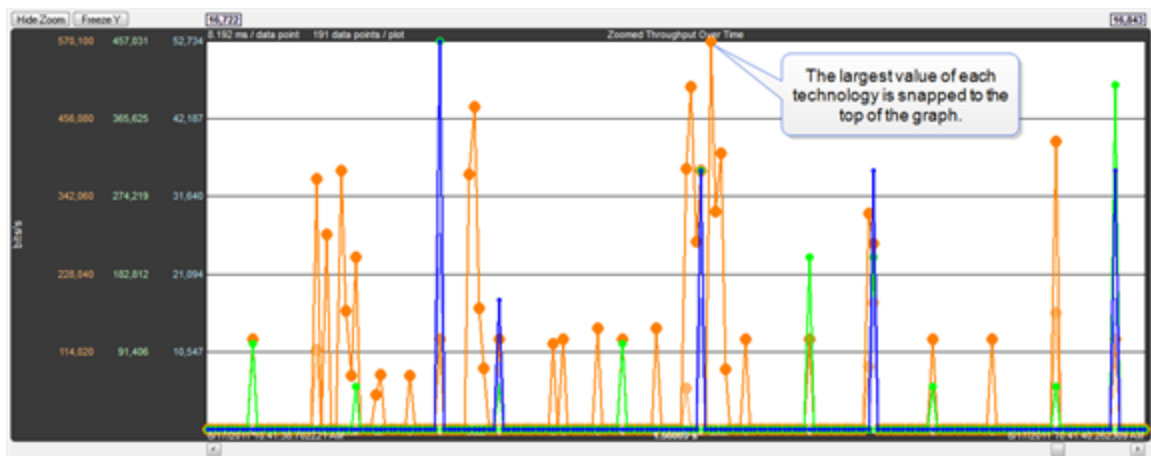 Hide Zoom Freeze Y 16,722 16,843
8.192 ms / data point 191 data points / plot Zoomed Throughput Over Time
570,100 457,031 52,734
The largest value of each
technology is snapped to the
top of the graph.
456,080 365,625 42,187
342,060 274,219 31,640
bits/s
228,040 182,812 21,094
114,020 91,406 10,547